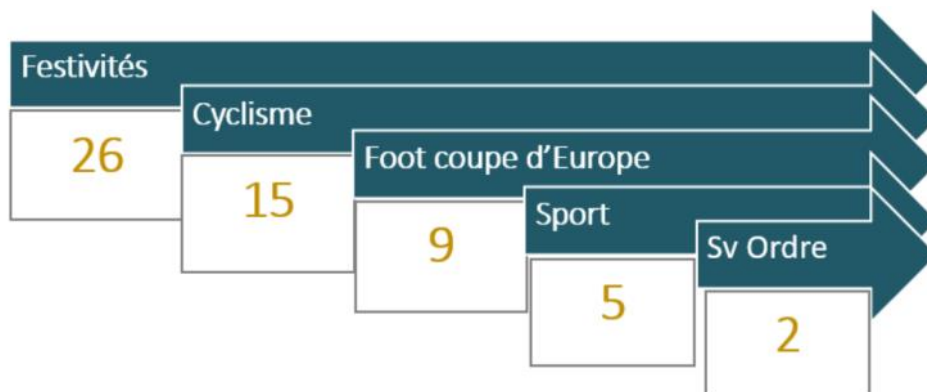 Festivités
26
Cyclisme
15
Foot coupe d'Europe
9
Sport
5
Sv Ordre
2